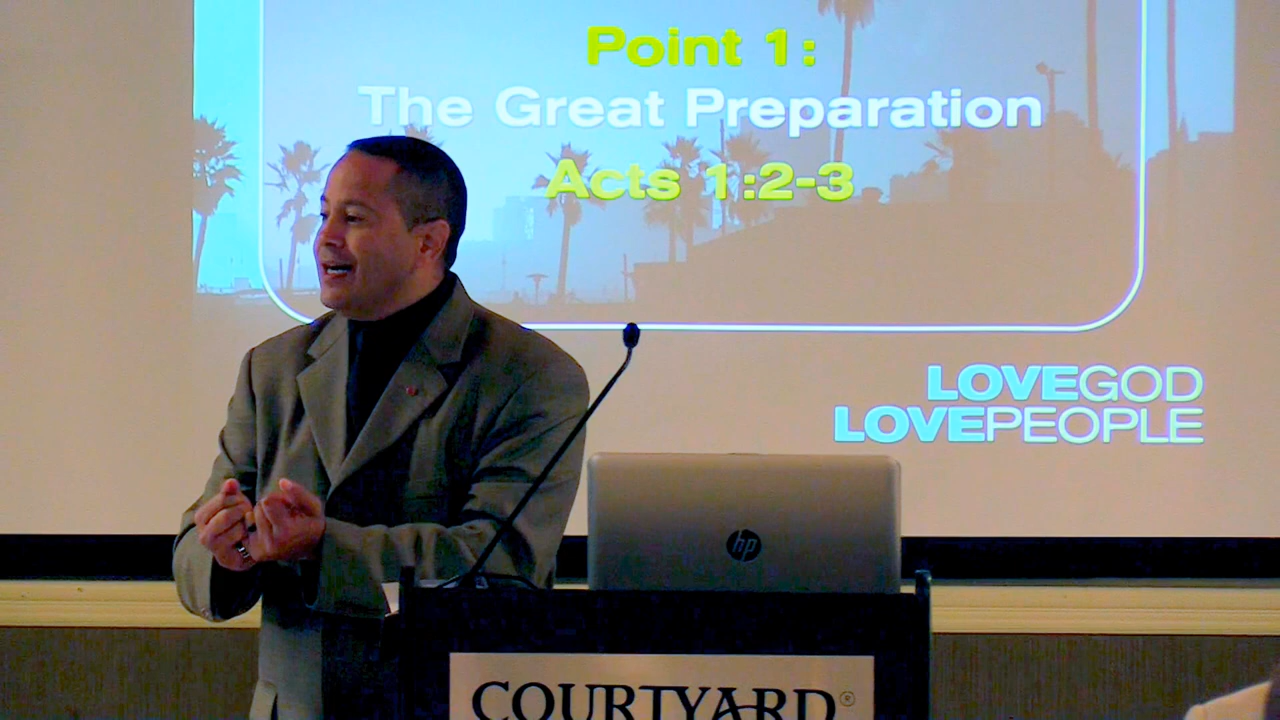 Point 1:
The Great Preparation
Acts 1:2-3
LOVEGOD
LOVEPEOPLE
hp
COURTYARD®